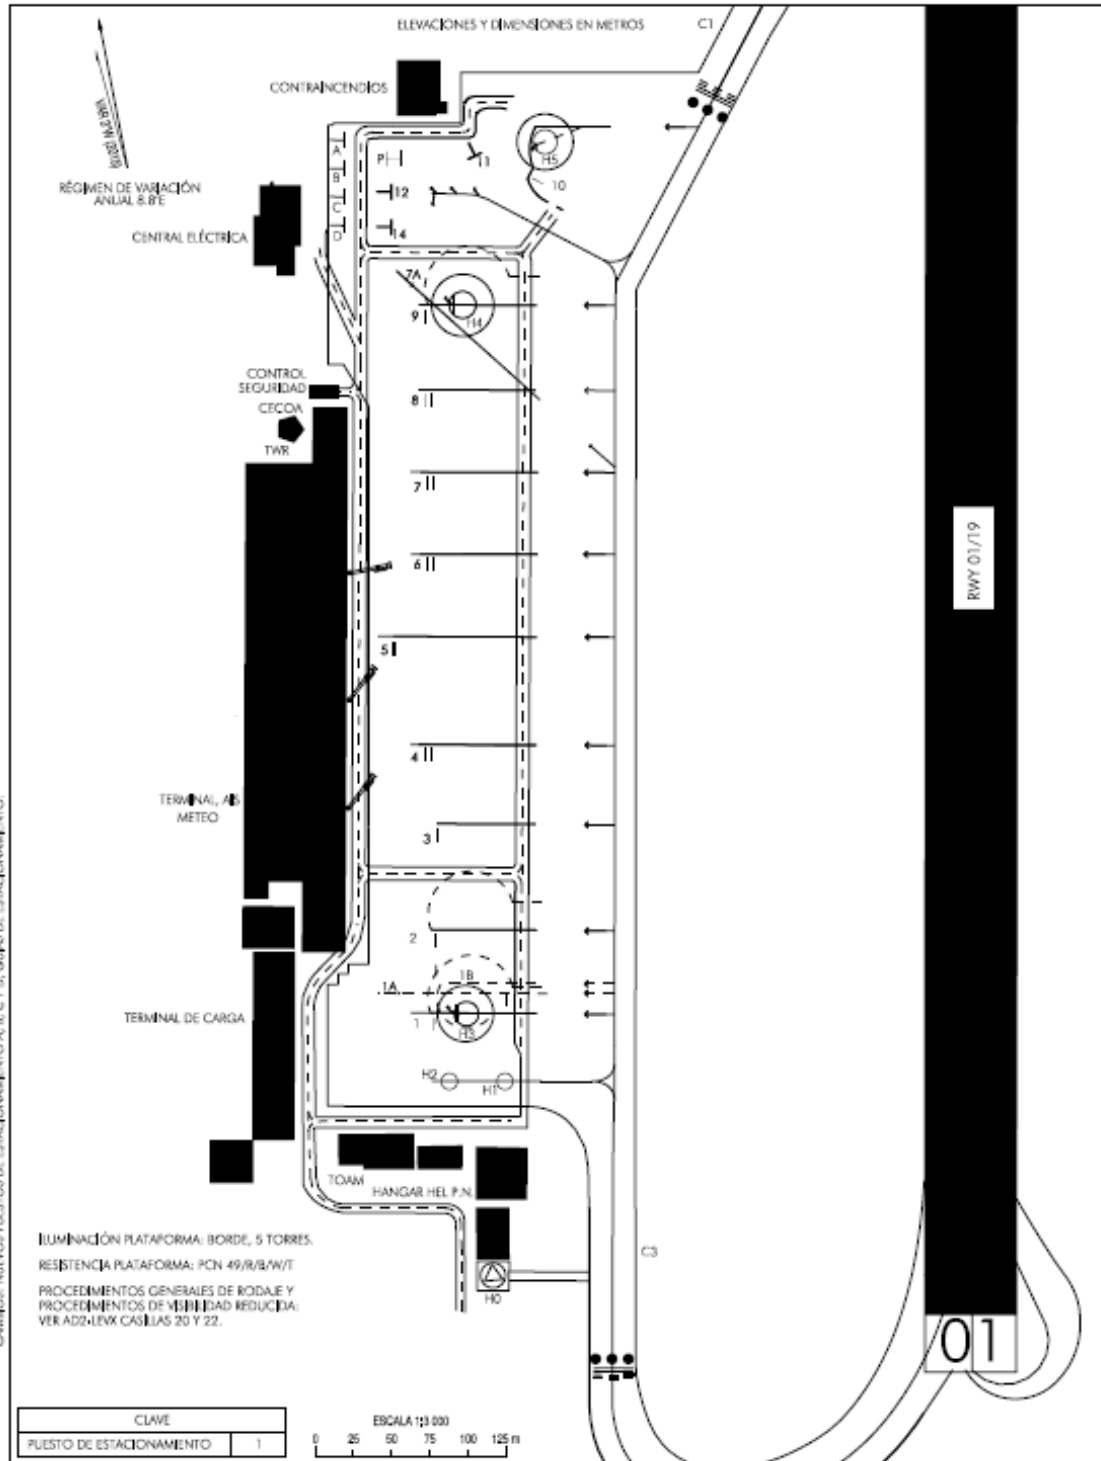 ELEVACIONES Y DIMENSIONES EN METROS
C1
CONTRAINCENDIOS
VAR 2°W (2015)
RÉGIMEN DE VARIACIÓN
ANUAL 8.8'E
CENTRAL ELÉCTRICA
A
B
C
D
P
11
H5
10
12
14
7A
9
H4
CONTROL
SEGURIDAD
CECOA
TWR
8
7
6
5
4
3
RWY 01/19
TERMINAL, AIS
METEO
2
1B
1A
1
H3
TERMINAL DE CARGA
H2
H1
TOAM
HANGAR HEL P.N.
H0
C3
01
ILUMINACIÓN PLATAFORMA: BORDE, 5 TORRES.
RESISTENCIA PLATAFORMA: PCN 49/R/B/W/T
PROCEDIMIENTOS GENERALES DE RODAJE Y
PROCEDIMIENTOS DE VISIBILIDAD REDUCIDA:
VER AD2-LEVX CASILLAS 20 Y 22.
CLAVE
PUESTO DE ESTACIONAMIENTO 1
ESCALA 1:3 000
0 25 50 75 100 125 m